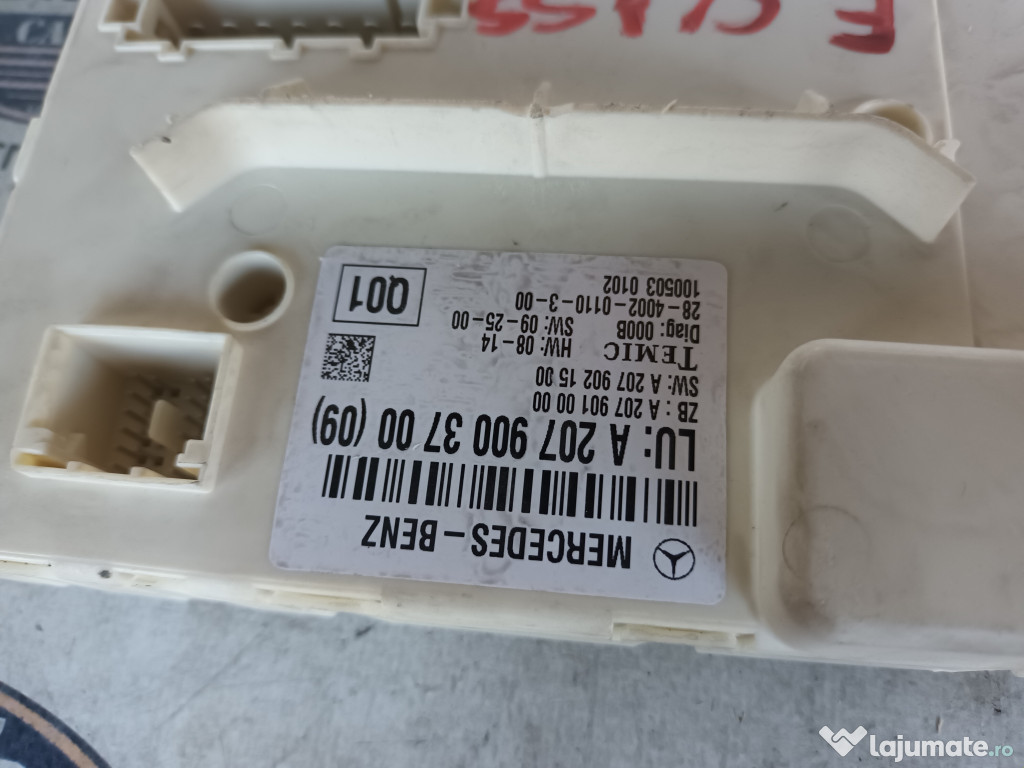 E CLASS
MERCEDES-BENZ
LU: A 207 900 37 00 (09)
ZB: A 207 901 00 00
SW: A 207 902 15 00
TEMIC
HW: 08-14
Diag: 000B
SW: 09-25-00
28-4002-0110-3-00
100503 0102
Q01
lajumate.ro